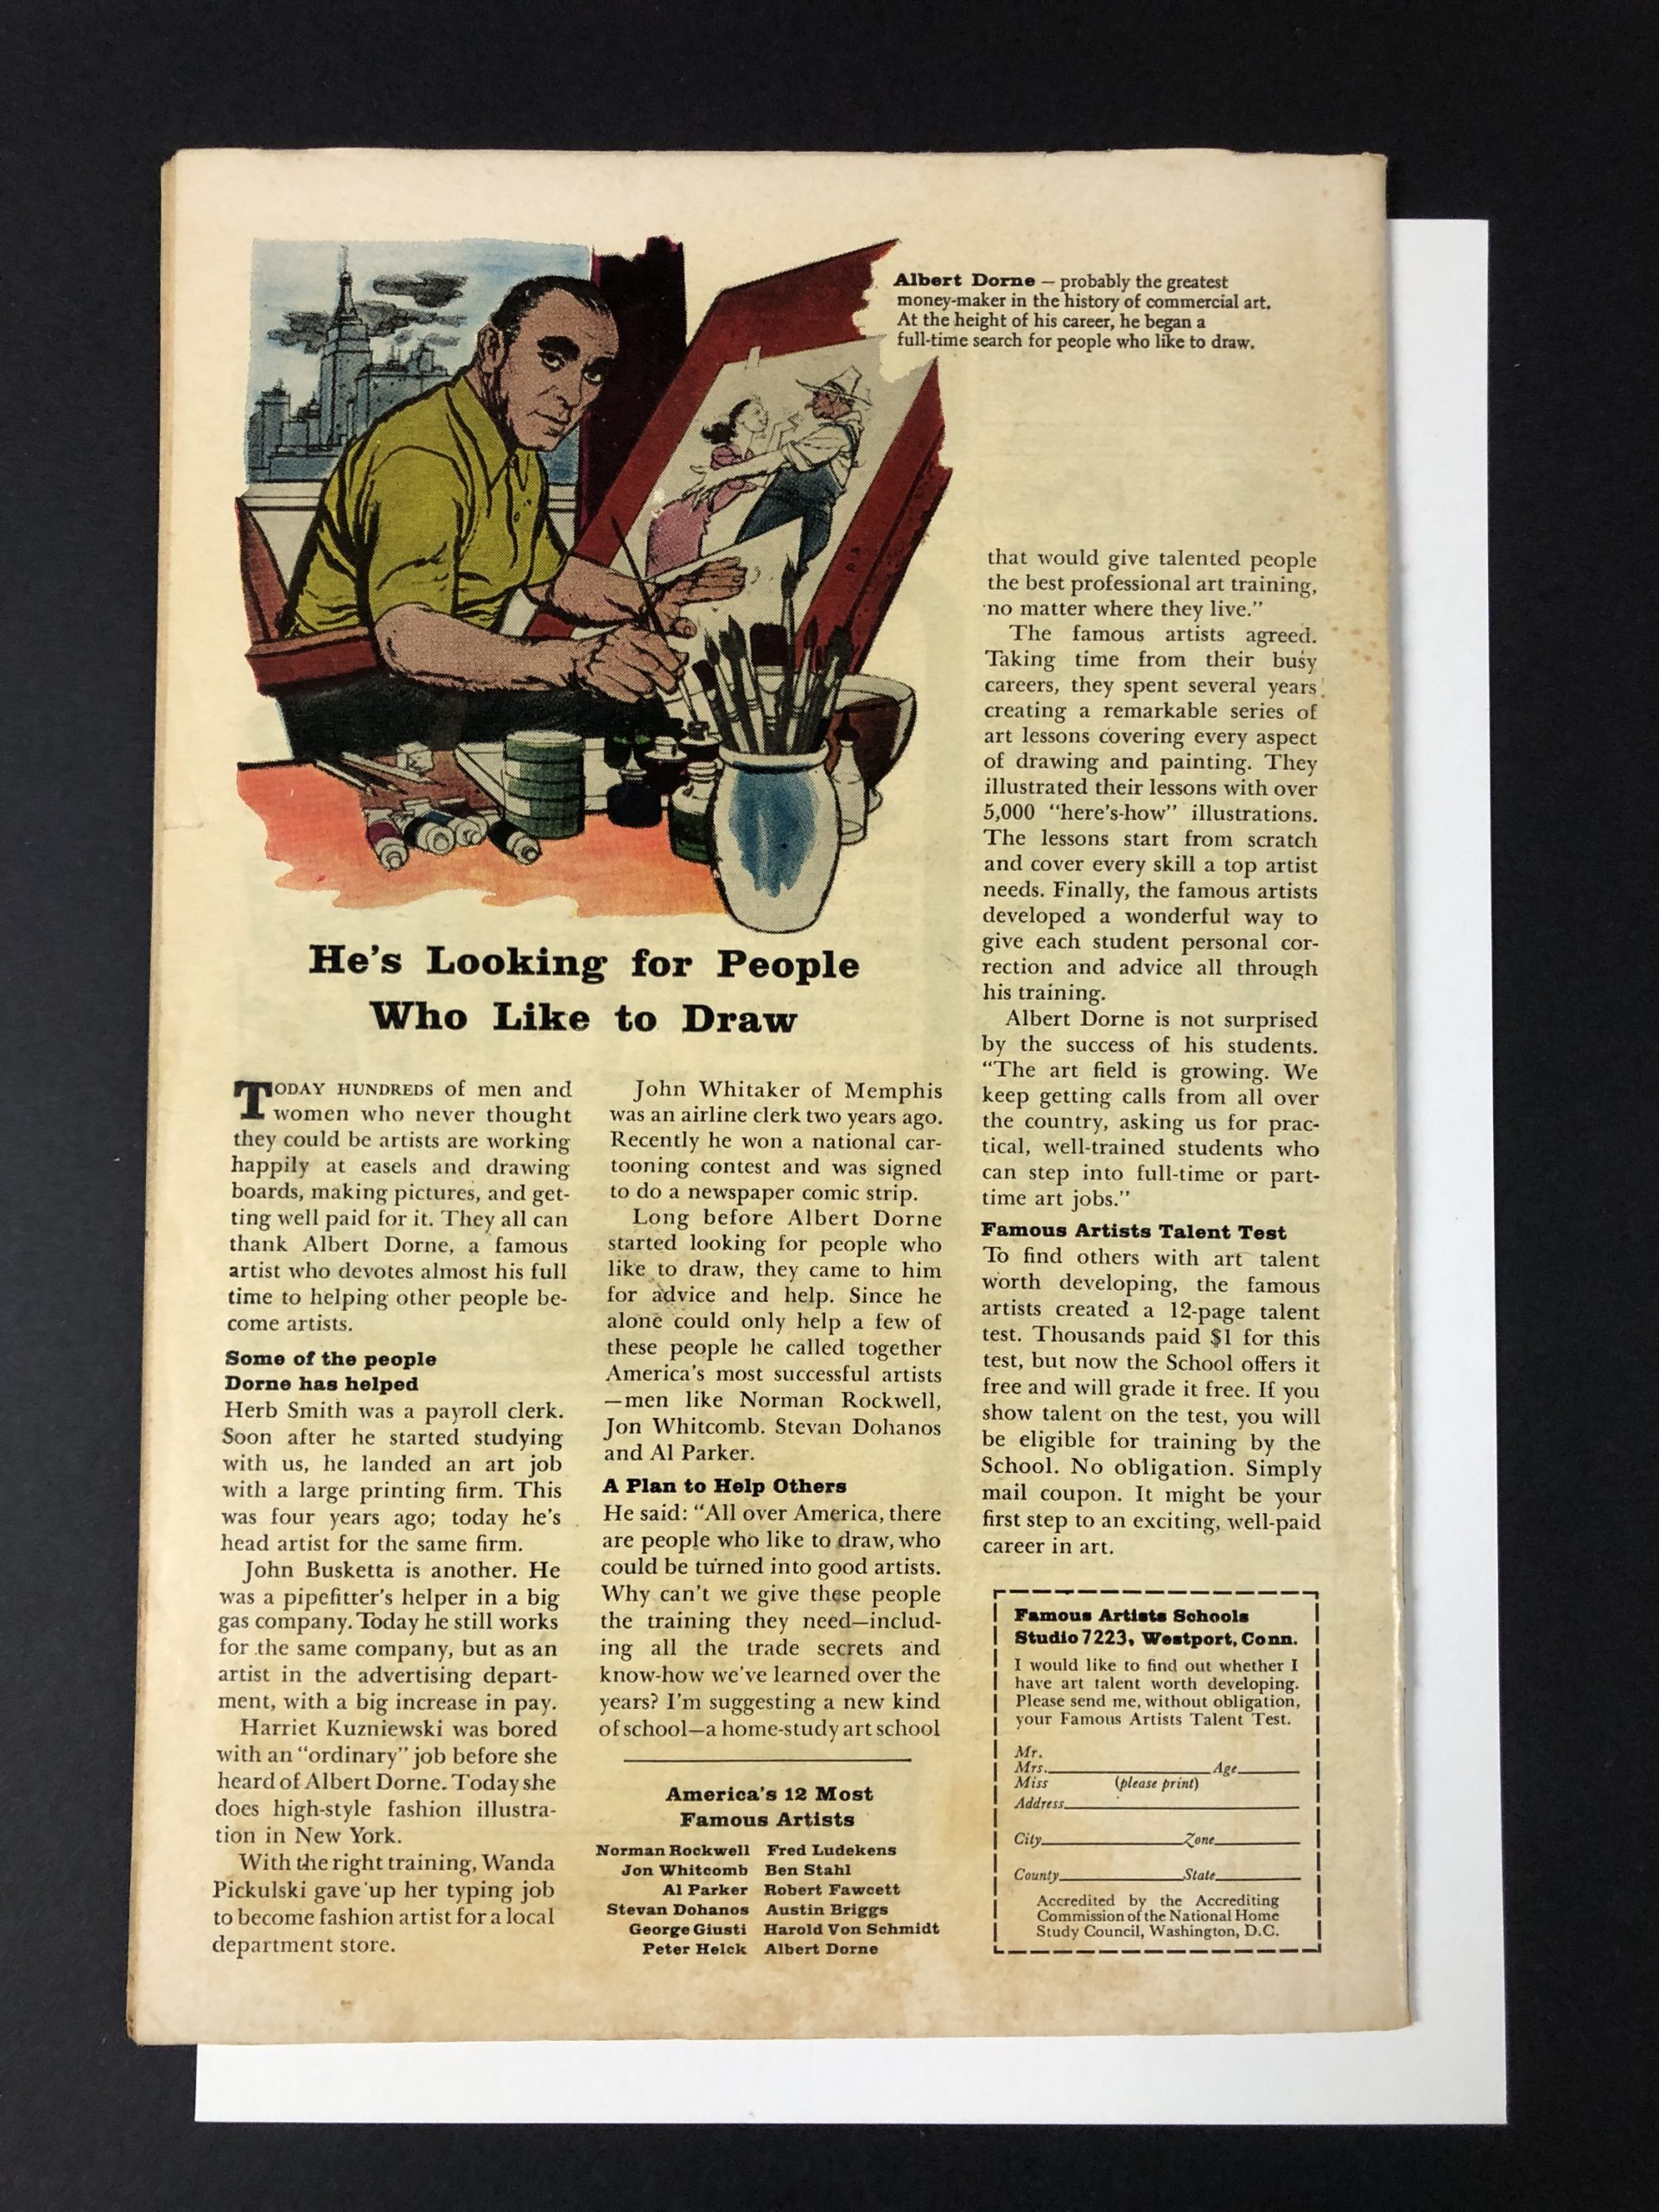 Albert Dorne – probably the greatest
money-maker in the history of commercial art.
At the height of his career, he began a
full-time search for people who like to draw.
He's Looking for People
Who Like to Draw
TODAY HUNDREDS of men and
women who never thought
they could be artists are working
happily at easels and drawing
boards, making pictures, and get-
ting well paid for it. They all can
thank Albert Dorne, a famous
artist who devotes almost his full
time to helping other people be-
come artists.
Some of the people
Dorne has helped
Herb Smith was a payroll clerk.
Soon after he started studying
with us, he landed an art job
with a large printing firm. This
was four years ago; today he's
head artist for the same firm.
John Busketta is another. He
was a pipefitter's helper in a big
gas company. Today he still works
for the same company, but as an
artist in the advertising depart-
ment, with a big increase in pay.
Harriet Kuzniewski was bored
with an "ordinary" job before she
heard of Albert Dorne. Today she
does high-style fashion illustra-
tion in New York.
With the right training, Wanda
Pickulski gave up her typing job
to become fashion artist for a local
department store.
John Whitaker of Memphis
was an airline clerk two years ago.
Recently he won a national car-
tooning contest and was signed
to do a newspaper comic strip.
Long before Albert Dorne
started looking for people who
like to draw, they came to him
for advice and help. Since he
alone could only help a few of
these people he called together
America's most successful artists
—men like Norman Rockwell,
Jon Whitcomb. Stevan Dohanos
and Al Parker.
A Plan to Help Others
He said: "All over America, there
are people who like to draw, who
could be turned into good artists.
Why can't we give these people
the training they need—includ-
ing all the trade secrets and
know-how we've learned over the
years? I'm suggesting a new kind
of school—a home-study art school
America's 12 Most
Famous Artists
Norman Rockwell Fred Ludekens
Jon Whitcomb Ben Stahl
Al Parker Robert Fawcett
Stevan Dohanos Austin Briggs
George Giusti Harold Von Schmidt
Peter Helck Albert Dorne
that would give talented people
the best professional art training,
no matter where they live."
The famous artists agreed.
Taking time from their busy
careers, they spent several years
creating a remarkable series of
art lessons covering every aspect
of drawing and painting. They
illustrated their lessons with over
5,000 "here's-how" illustrations.
The lessons start from scratch
and cover every skill a top artist
needs. Finally, the famous artists
developed a wonderful way to
give each student personal cor-
rection and advice all through
his training.
Albert Dorne is not surprised
by the success of his students.
"The art field is growing. We
keep getting calls from all over
the country, asking us for prac-
tical, well-trained students who
can step into full-time or part-
time art jobs."
Famous Artists Talent Test
To find others with art talent
worth developing, the famous
artists created a 12-page talent
test. Thousands paid $1 for this
test, but now the School offers it
free and will grade it free. If you
show talent on the test, you will
be eligible for training by the
School. No obligation. Simply
mail coupon. It might be your
first step to an exciting, well-paid
career in art.
Famous Artists Schools
Studio 7223, Westport, Conn.
I would like to find out whether I
have art talent worth developing.
Please send me, without obligation,
your Famous Artists Talent Test.
Mr.
Mrs. Age
Miss (please print)
Address
City Zone
County State
Accredited by the Accrediting
Commission of the National Home
Study Council, Washington, D.C.